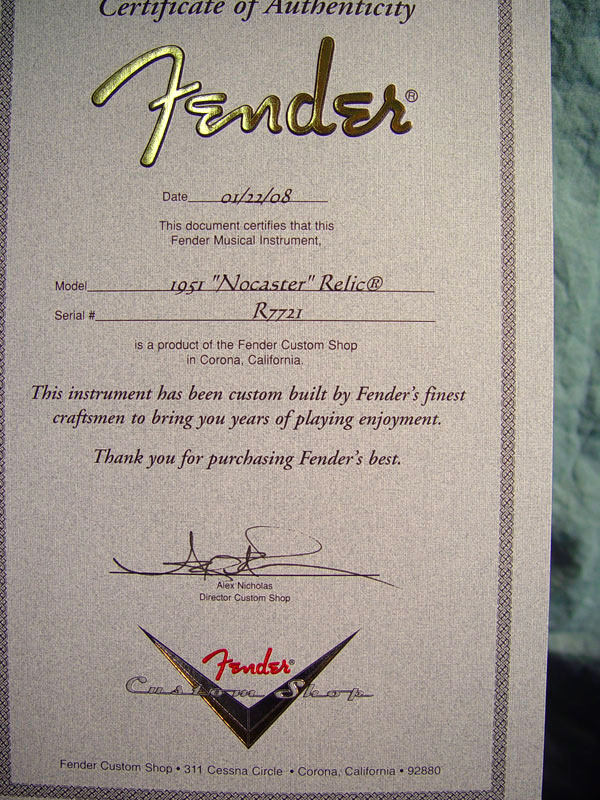 Certificate of Authenticity
Fender®
Date 01/22/08
This document certifies that this
Fender Musical Instrument,
Model 1951 "Nocaster" Relic®
Serial # R7721
is a product of the Fender Custom Shop
in Corona, California.
This instrument has been custom built by Fender's finest
craftsmen to bring you years of playing enjoyment.
Thank you for purchasing Fender's best.
Alex Nicholas
Director Custom Shop
Fender®
Custom Shop
Fender Custom Shop • 311 Cessna Circle • Corona, California • 92880